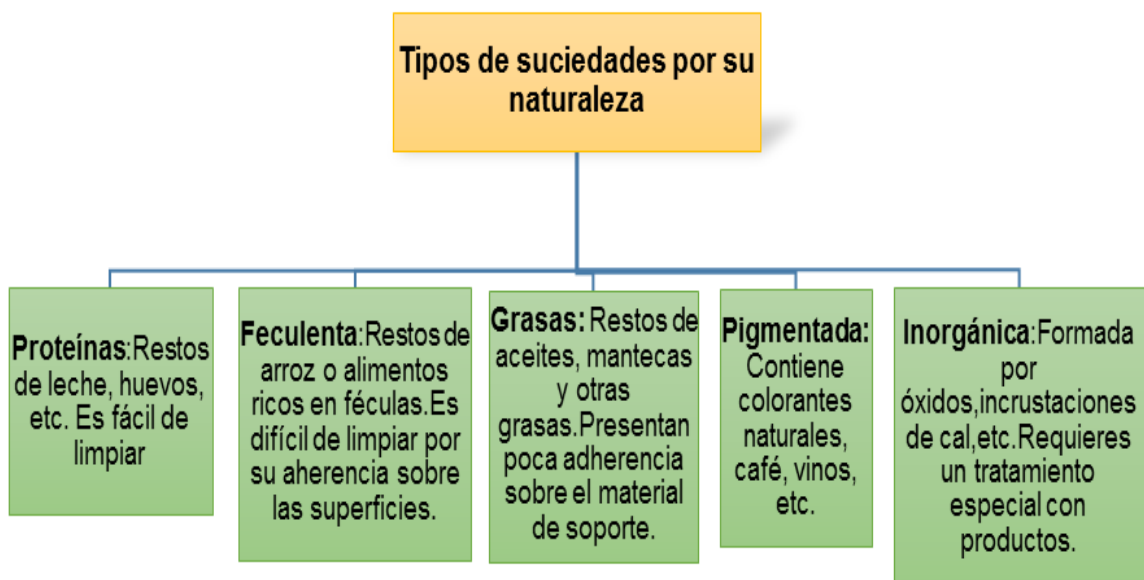 Tipos de suciedades por su
naturaleza
Proteínas:Restos
de leche, huevos,
etc. Es fácil de
limpiar
Feculenta:Restos de
arroz o alimentos
ricos en féculas.Es
difícil de limpiar por
su aherencia sobre
las superficies.
Grasas: Restos de
aceites, mantecas
y otras
grasas.Presentan
poca adherencia
sobre el material
de soporte.
Pigmentada:
Contiene
colorantes
naturales,
café, vinos,
etc.
Inorgánica:Formada
por
óxidos,incrustaciones
de cal,etc.Requieres
un tratamiento
especial con
productos.